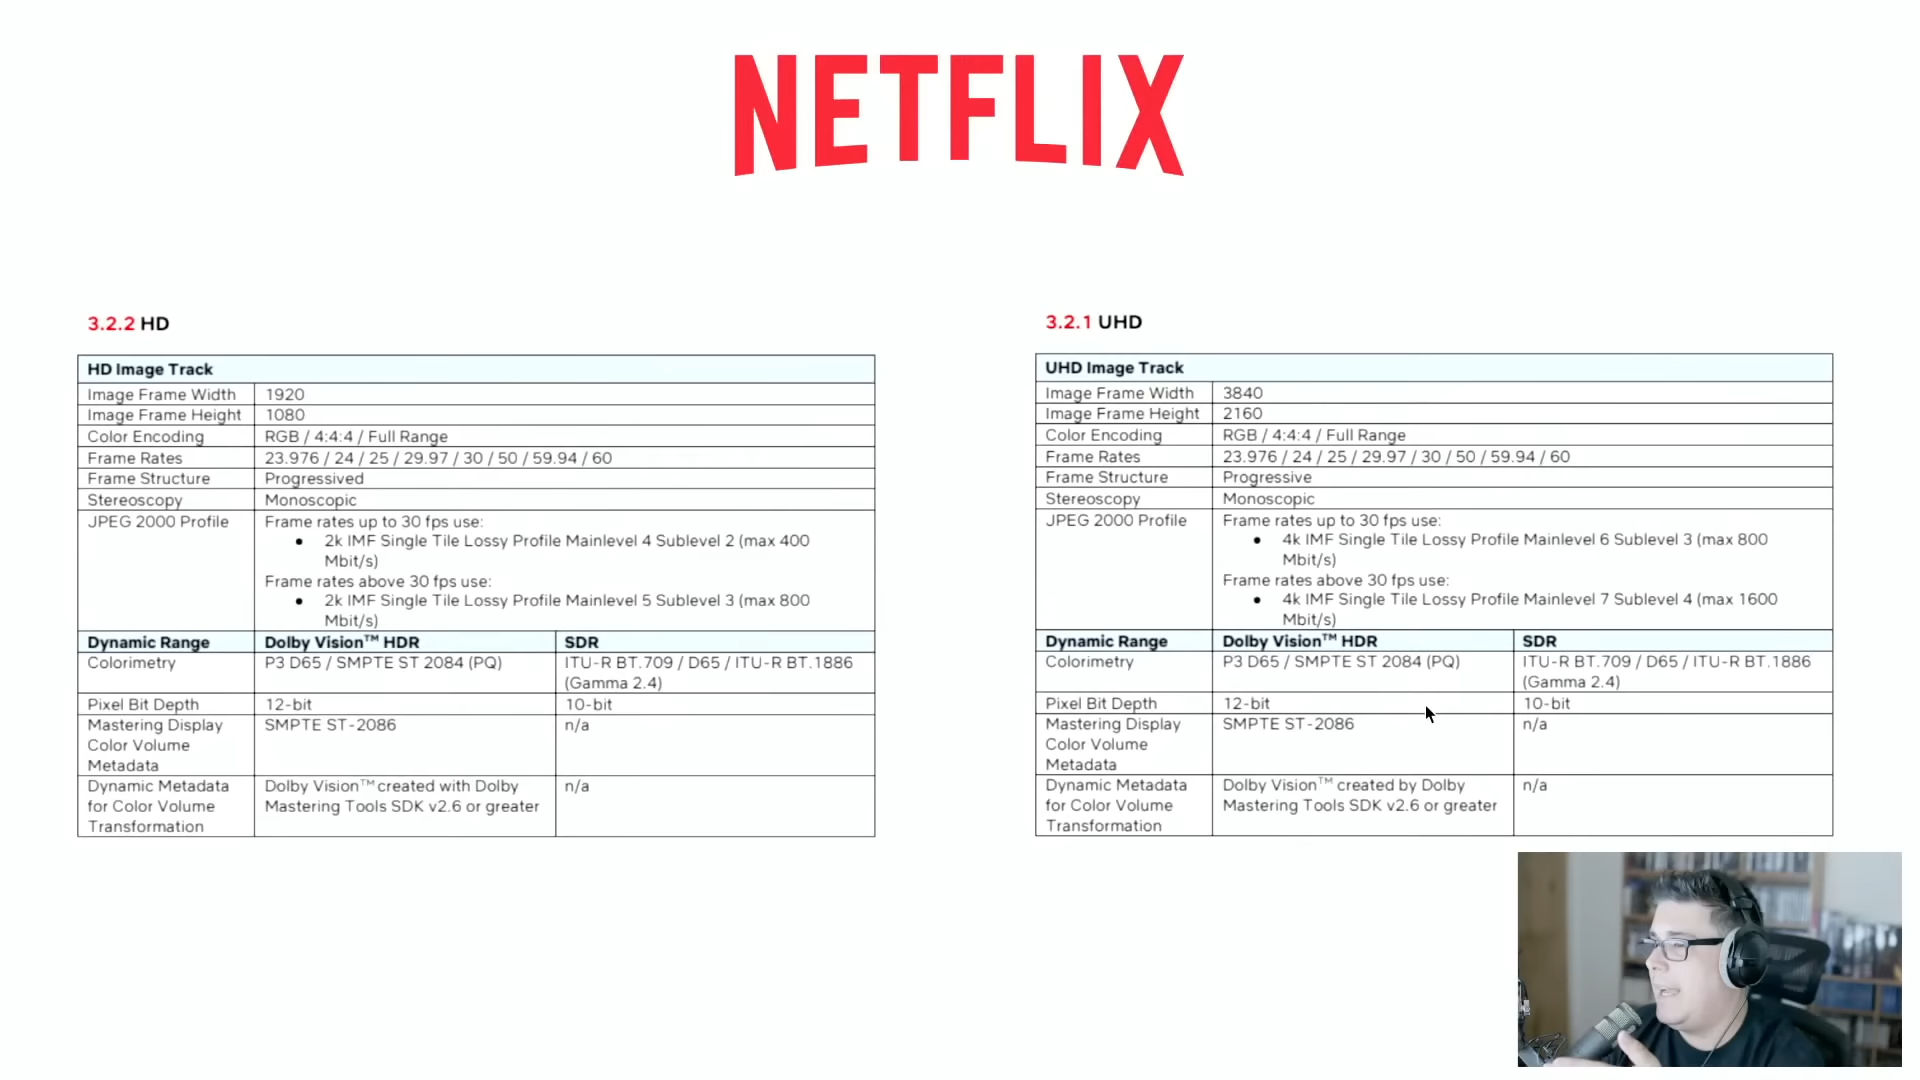 NETFLIX
3.2.2 HD
HD Image Track
Image Frame Width 1920
Image Frame Height 1080
Color Encoding RGB / 4:4:4 / Full Range
Frame Rates 23.976 / 24 / 25 / 29.97 / 30 / 50 / 59.94 / 60
Frame Structure Progressived
Stereoscopy Monoscopic
JPEG 2000 Profile Frame rates up to 30 fps use:
● 2k IMF Single Tile Lossy Profile Mainlevel 4 Sublevel 2 (max 400
Mbit/s)
Frame rates above 30 fps use:
● 2k IMF Single Tile Lossy Profile Mainlevel 5 Sublevel 3 (max 800
Mbit/s)
Dynamic Range Dolby Vision™ HDR SDR
Colorimetry P3 D65 / SMPTE ST 2084 (PQ) ITU-R BT.709 / D65 / ITU-R BT.1886
(Gamma 2.4)
Pixel Bit Depth 12-bit 10-bit
Mastering Display SMPTE ST-2086 n/a
Color Volume
Metadata
Dynamic Metadata Dolby Vision™ created with Dolby n/a
for Color Volume Mastering Tools SDK v2.6 or greater
Transformation
3.2.1 UHD
UHD Image Track
Image Frame Width 3840
Image Frame Height 2160
Color Encoding RGB / 4:4:4 / Full Range
Frame Rates 23.976 / 24 / 25 / 29.97 / 30 / 50 / 59.94 / 60
Frame Structure Progressive
Stereoscopy Monoscopic
JPEG 2000 Profile Frame rates up to 30 fps use:
● 4k IMF Single Tile Lossy Profile Mainlevel 6 Sublevel 3 (max 800
Mbit/s)
Frame rates above 30 fps use:
● 4k IMF Single Tile Lossy Profile Mainlevel 7 Sublevel 4 (max 1600
Mbit/s)
Dynamic Range Dolby Vision™ HDR SDR
Colorimetry P3 D65 / SMPTE ST 2084 (PQ) ITU-R BT.709 / D65 / ITU-R BT.1886
(Gamma 2.4)
Pixel Bit Depth 12-bit 10-bit
Mastering Display SMPTE ST-2086 n/a
Color Volume
Metadata
Dynamic Metadata Dolby Vision™ created by Dolby n/a
for Color Volume Mastering Tools SDK v2.6 or greater
Transformation